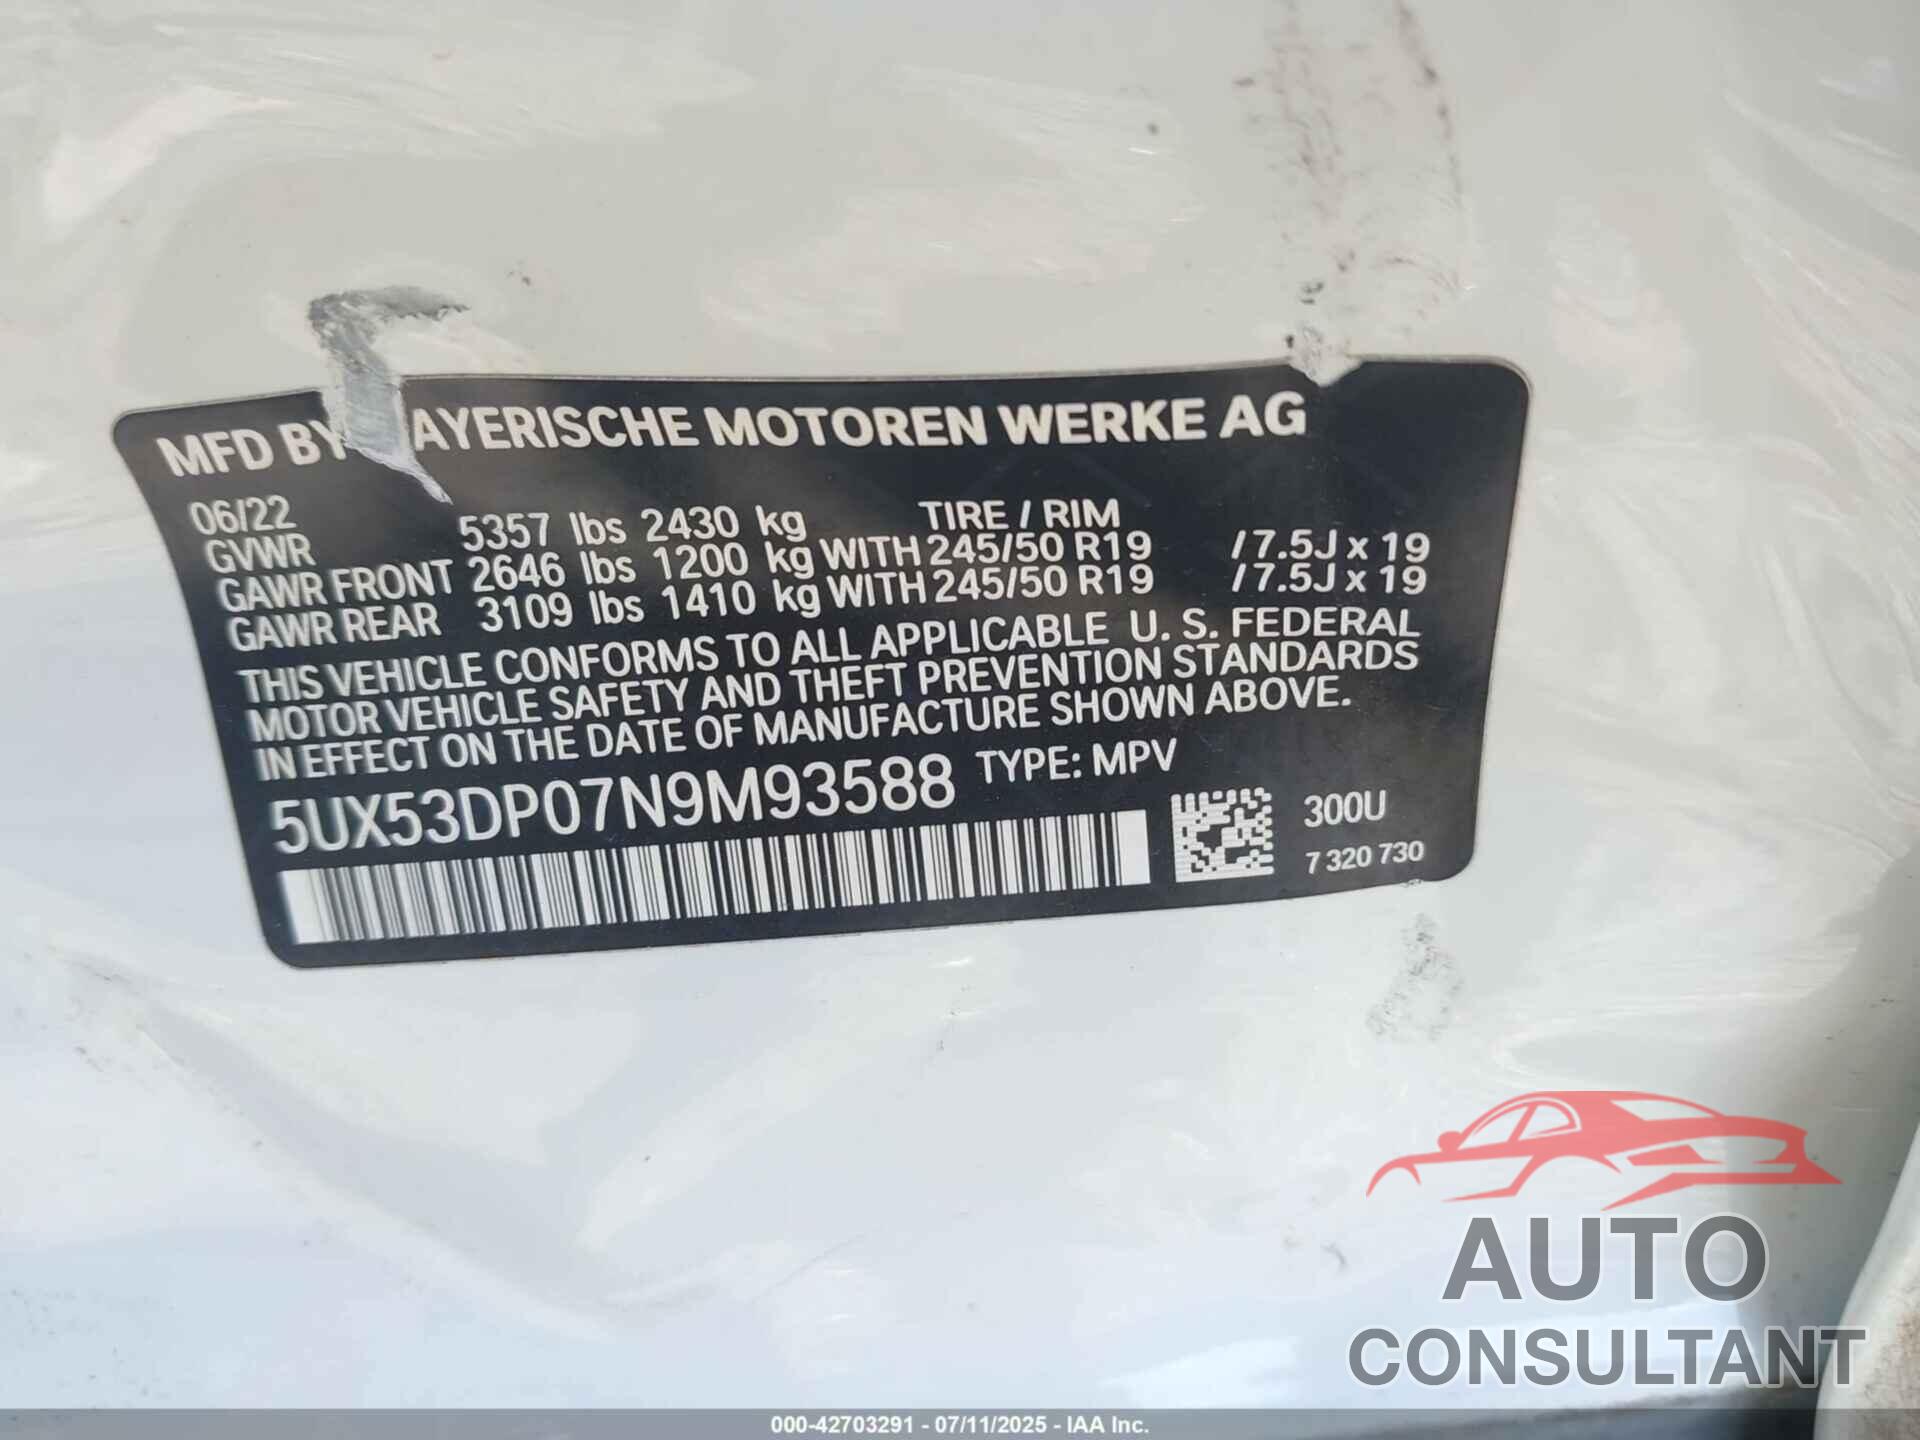 MFD BY AYERISCHE MOTOREN WERKE AG
06/22
GVWR 5357 lbs 2430 kg TIRE / RIM
GAWR FRONT 2646 lbs 1200 kg WITH 245/50 R19 / 7.5J x 19
GAWR REAR 3109 lbs 1410 kg WITH 245/50 R19 / 7.5J x 19
THIS VEHICLE CONFORMS TO ALL APPLICABLE U. S. FEDERAL
MOTOR VEHICLE SAFETY AND THEFT PREVENTION STANDARDS
IN EFFECT ON THE DATE OF MANUFACTURE SHOWN ABOVE.
5UX53DP07N9M93588 TYPE: MPV
300U
7 320 730
AUTO
CONSULTANT
000-42703291 - 07/11/2025 - IAA Inc.